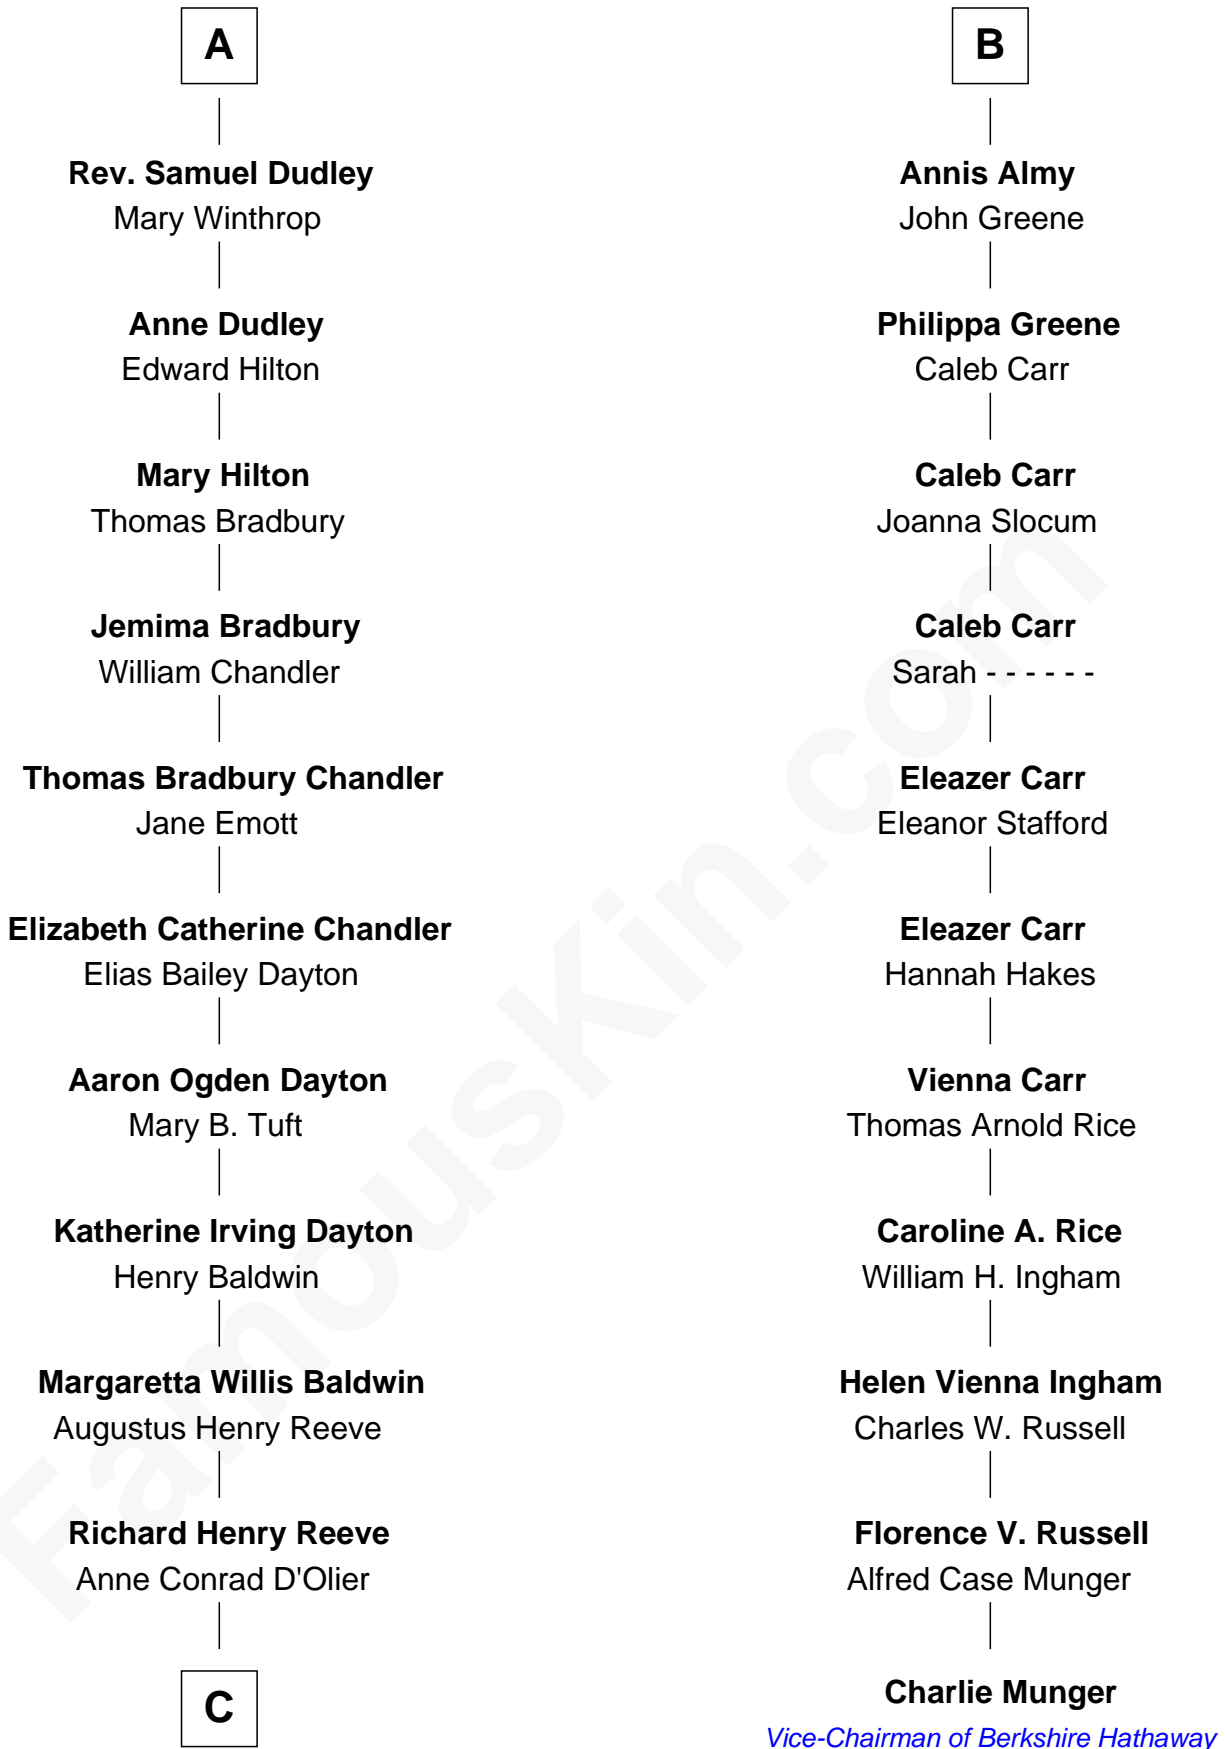 A
Rev. Samuel Dudley
Mary Winthrop
Anne Dudley
Edward Hilton
Mary Hilton
Thomas Bradbury
Jemima Bradbury
William Chandler
Thomas Bradbury Chandler
Jane Emott
Elizabeth Catherine Chandler
Elias Bailey Dayton
Aaron Ogden Dayton
Mary B. Tuft
Katherine Irving Dayton
Henry Baldwin
Margaretta Willis Baldwin
Augustus Henry Reeve
Richard Henry Reeve
Anne Conrad D'Olier
C
B
Annis Almy
John Greene
Philippa Greene
Caleb Carr
Caleb Carr
Joanna Slocum
Caleb Carr
Sarah - - - - - -
Eleazer Carr
Eleanor Stafford
Eleazer Carr
Hannah Hakes
Vienna Carr
Thomas Arnold Rice
Caroline A. Rice
William H. Ingham
Helen Vienna Ingham
Charles W. Russell
Florence V. Russell
Alfred Case Munger
Charlie Munger
Vice-Chairman of Berkshire Hathaway
FamousKin.com